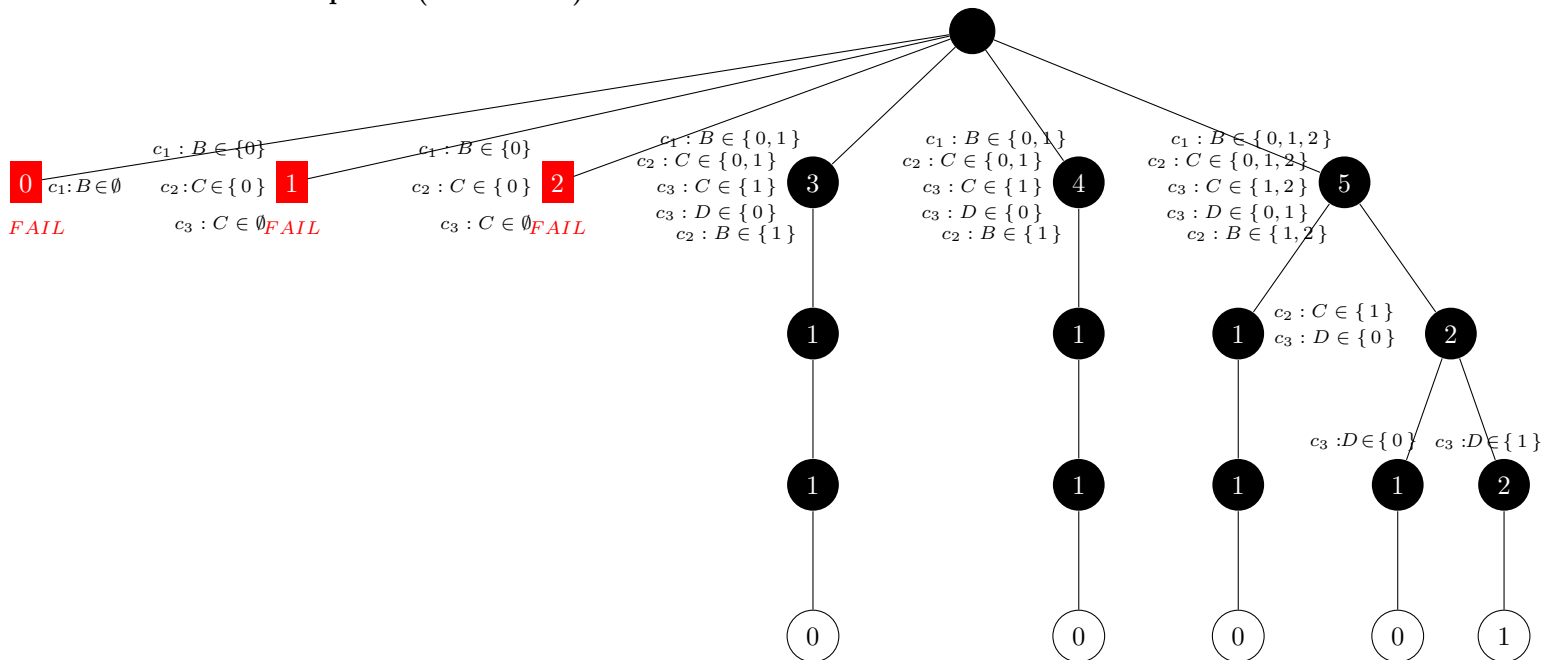 c₁ : B ∈ {0}
c₁ : B ∈ {0}
c₁ : B ∈ {0, 1}
c₁ : B ∈ {0, 1}
c₁ : B ∈ {0, 1, 2}
c₂ : C ∈ {0, 1}
c₂ : C ∈ {0, 1}
c₂ : C ∈ {0, 1, 2}
0 c₁:B∈∅
c₂ :C∈{ 0 } 1
c₂ : C ∈ { 0 } 2
c₃ : C ∈ { 1 } 3
c₃ : C ∈ { 1 } 4
c₃ : C ∈ {1, 2} 5
c₃ : D ∈ { 0 }
c₃ : D ∈ { 0 }
c₃ : D ∈ {0, 1}
FAIL
c₃ : C ∈ ∅ FAIL
c₃ : C ∈ ∅ FAIL
c₂ : B ∈ { 1 }
c₂ : B ∈ { 1 }
c₂ : B ∈ { 1, 2}
c₂ : C ∈ { 1 }
1 1 1 2
c₃ : D ∈ { 0 }
c₃ :D∈{ 0 } c₃ :D∈{ 1 }
1 1 1 1 2
0 0 0 0 1